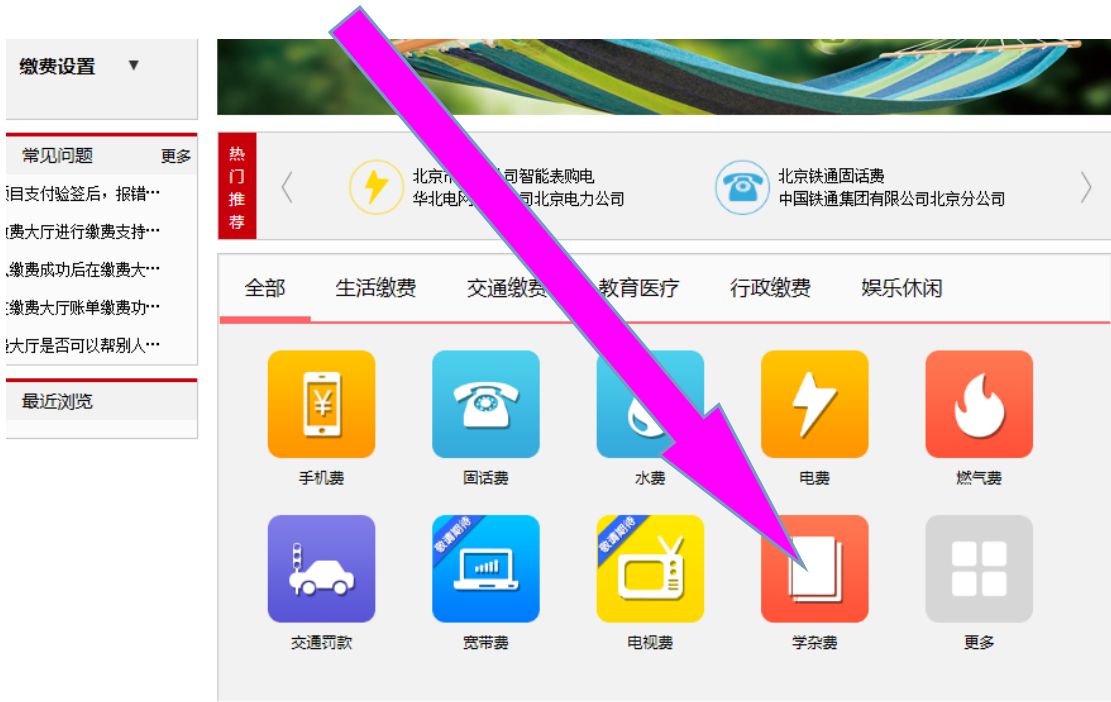 缴费设置 ▼
常见问题 更多
项目支付验签后，报错…
费大厅进行缴费支持…
缴费成功后在缴费大…
缴费大厅账单缴费功…
大厅是否可以帮别人…
最近浏览
热门推荐
北京市 公司智能表购电
华北电网 司北京电力公司
北京铁通固话费
中国铁通集团有限公司北京分公司
全部 生活缴费 交通缴费 教育医疗 行政缴费 娱乐休闲
手机费 固话费 水费 电费 燃气费
敬请期待 敬请期待
交通罚款 宽带费 电视费 学杂费 更多